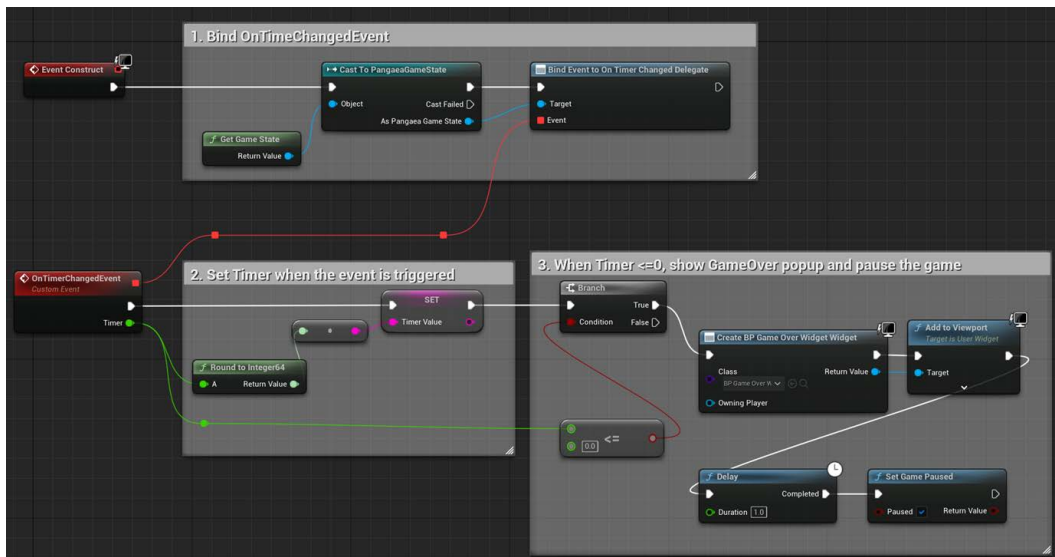 1. Bind OnTimeChangedEvent
Event Construct
Cast To PangaeaGameState
Object
Cast Failed
As Pangaea Game State
Bind Event to On Timer Changed Delegate
Target
Event
f Get Game State
Return Value
OnTimerChangedEvent
Custom Event
Timer
2. Set Timer when the event is triggered
SET
Timer Value
f Round to Integer64
A
Return Value
3. When Timer <=0, show GameOver popup and pause the game
Branch
True
Condition
False
Create BP Game Over Widget Widget
Class
Return Value
BP Game Over W
Owning Player
f Add to Viewport
Target is User Widget
Target
0.0
<=
f Delay
Completed
Duration
1.0
f Set Game Paused
Paused
Return Value